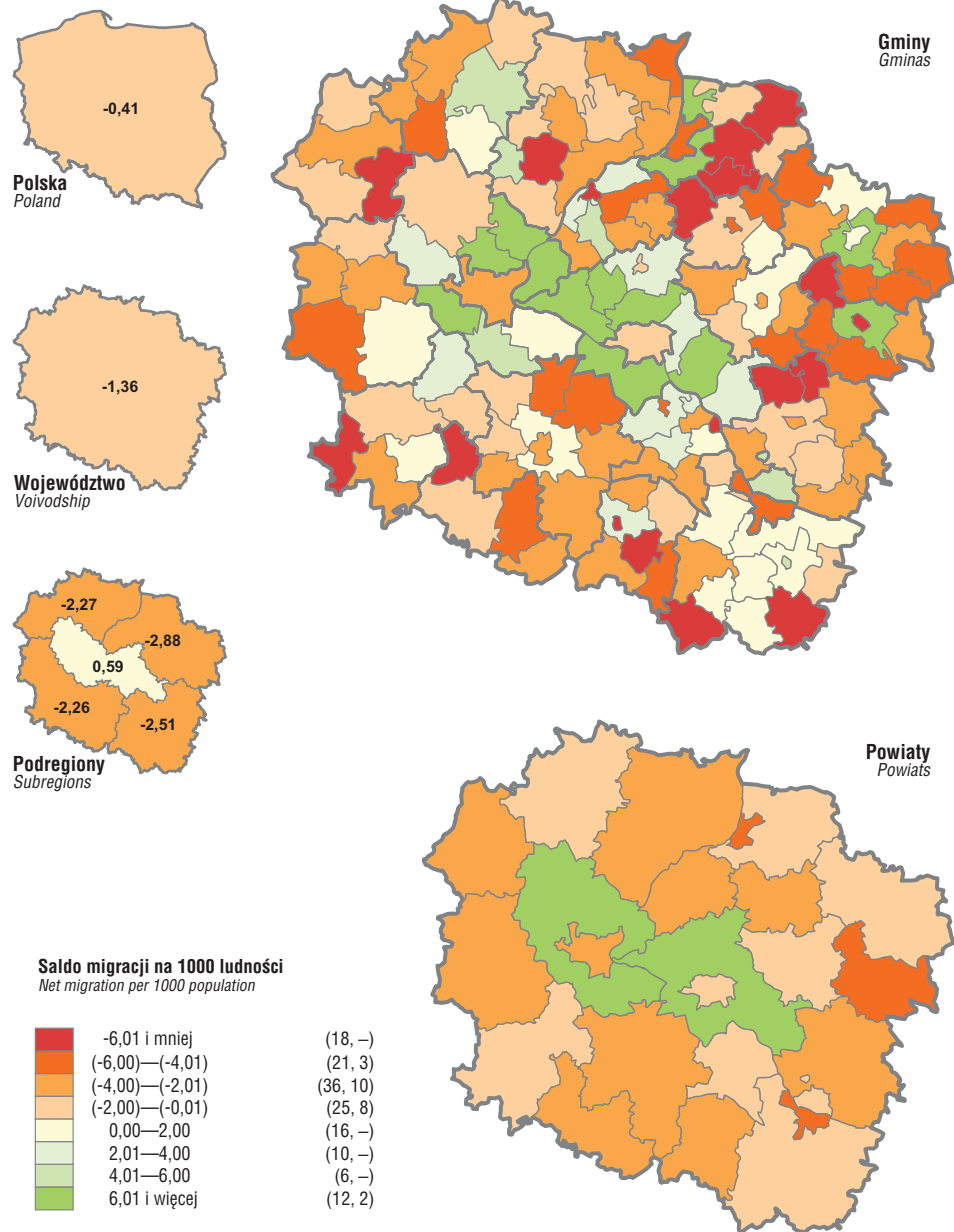 Gminy
Gminas
-0,41
Polska
Poland
-1,36
Województwo
Voivodship
-2,27
-2,88
0,59
-2,26
-2,51
Podregiony
Subregions
Powiaty
Powiats
Saldo migracji na 1000 ludności
Net migration per 1000 population
-6,01 i mniej (18, –)
(-6,00)—(-4,01) (21, 3)
(-4,00)—(-2,01) (36, 10)
(-2,00)—(-0,01) (25, 8)
0,00—2,00 (16, –)
2,01—4,00 (10, –)
4,01—6,00 (6, –)
6,01 i więcej (12, 2)